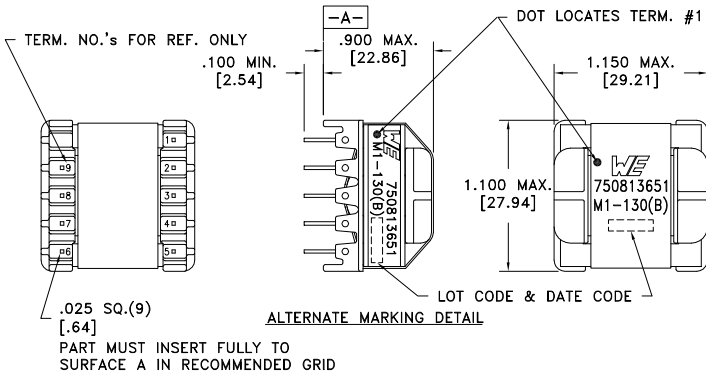 -A-
DOT LOCATES TERM. #1
TERM. NO.'s FOR REF. ONLY
.900 MAX.
[22.86]
.100 MIN.
[2.54]
1.150 MAX.
[29.21]
1
9
2
8
3
7
4
6
5
WE
M1-130(B)
750813651
1.100 MAX.
[27.94]
WE
750813651
M1-130(B)
LOT CODE & DATE CODE
.025 SQ.(9)
[.64]
ALTERNATE MARKING DETAIL
PART MUST INSERT FULLY TO
SURFACE A IN RECOMMENDED GRID